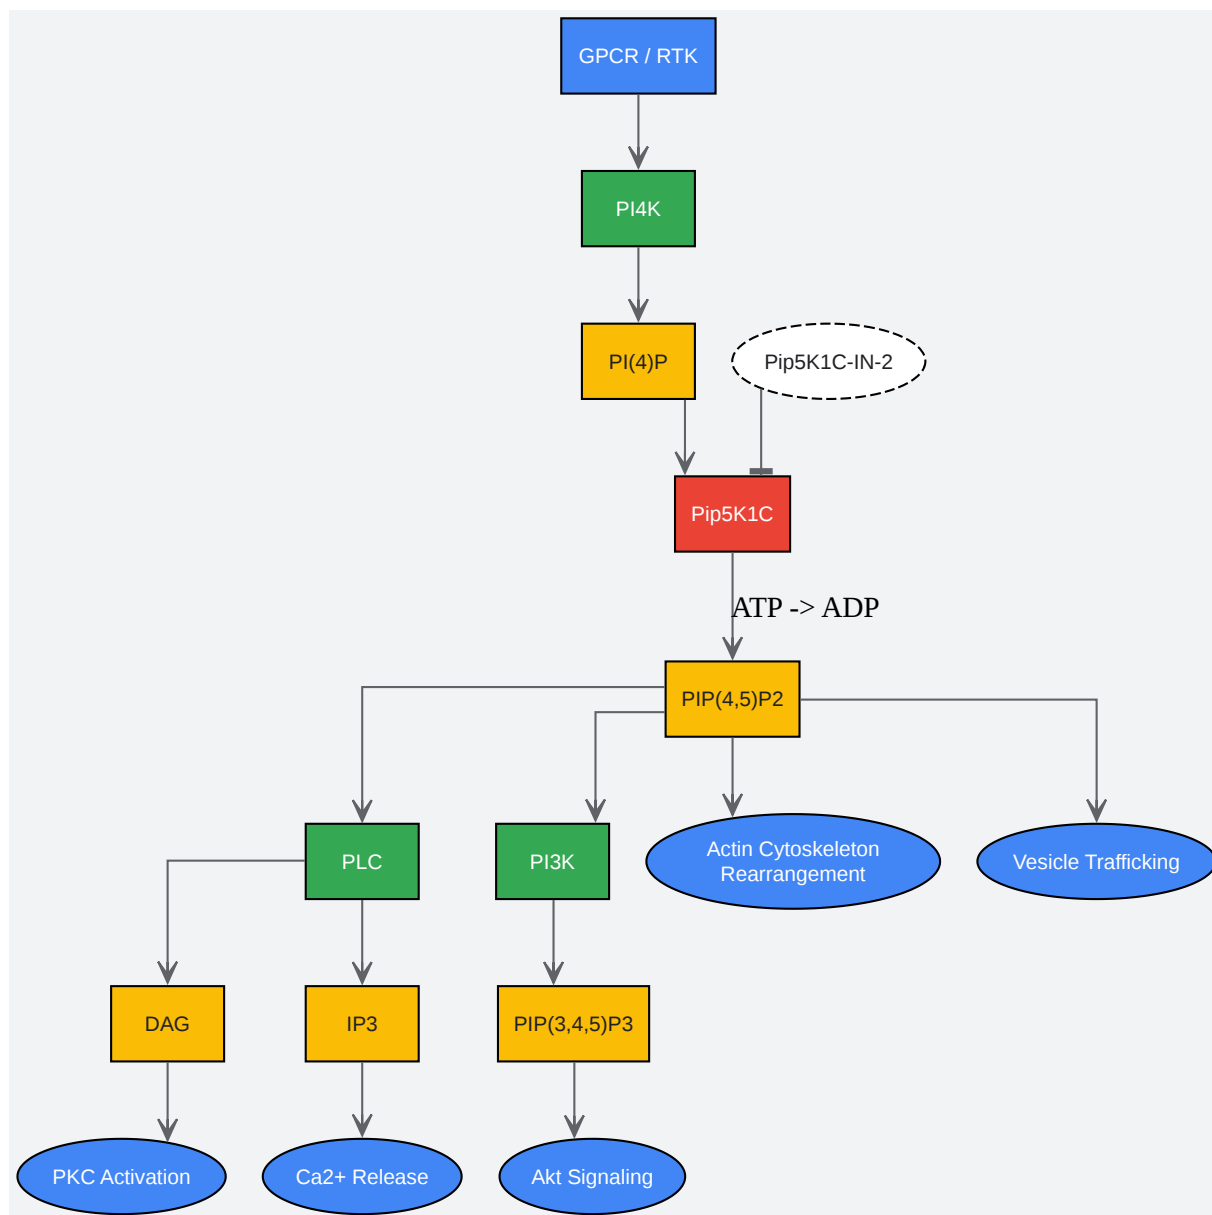 GPCR / RTK
PI4K
PI(4)P
Pip5K1C-IN-2
Pip5K1C
ATP -> ADP
PIP(4,5)P2
PLC
PI3K
Actin Cytoskeleton
Rearrangement
Vesicle Trafficking
DAG
IP3
PIP(3,4,5)P3
PKC Activation
Ca2+ Release
Akt Signaling